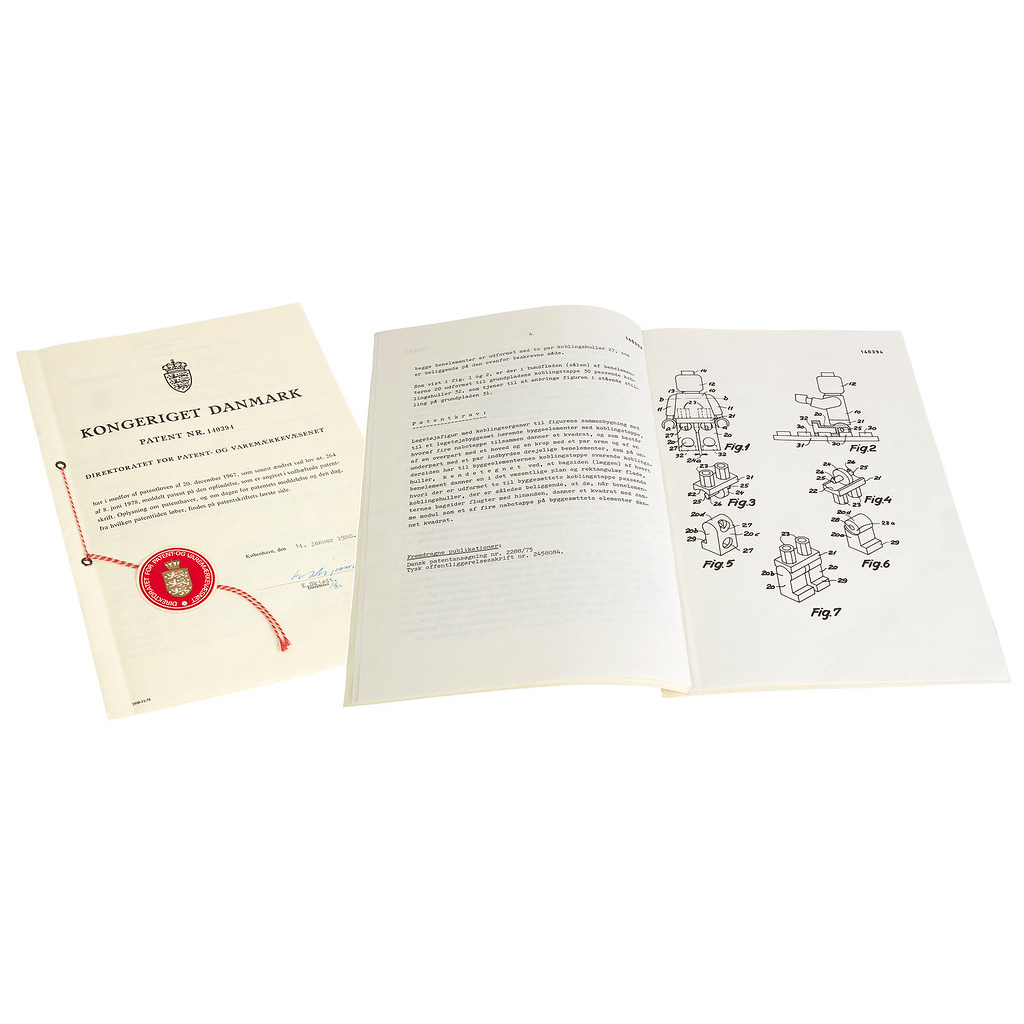 KONGERIGET DANMARK
PATENT NR. 140394
DIREKTORATET FOR PATENT- OG VAREMÆRKEVÆSENET
har i medfør af patentloven af 20. december 1967, som senest ændret ved lov nr. 264
af 8. juni 1978, meddelt patent på den opfindelse, som er angivet i vedhæftede patent-
skrift. Oplysning om patenthaver, og om dagen for patentets meddelelse og den dag,
fra hvilken patenttiden løber, findes på patentskriftets første side.
København, den 14. januar 1980.
DIREKTORATET FOR PATENT-OG VAREMÆRKEVÆSENET
4
140394
begge benelementer er udformet med to par koblingshuller 27, som
er beliggende på den ovenfor beskrevne måde.
Som vist i fig. 1 og 2, er der i bundfladen (sålen) af benelemen-
terne 20 udformet til grundpladens koblingstappe 30 passende kob-
lingshuller 32, som tjener til at anbringe figuren i stående stil-
ling på grundpladen 31.
Patentkrav:
Legetøjsfigur med koblingsorganer til figurens sammenbygning med
til et legetøjsbyggesæt hørende byggeelementer med koblingstappe,
hvoraf fire nabotappe tilsammen danner et kvadrat, og som består
af en overpart med et hoved og en krop med et par arme og af en
underpart med et par indbyrdes drejelige benelementer, som på un-
dersiden har til byggeelementernes koblingstappe svarende koblings-
huller, kendetegnet ved, at bagsiden (læggen) af hvert
benelement danner en i det væsentlige plan og rektangulær flade,
hvori der er udformet to til byggesættets koblingstappe passende
koblingshuller, der er således beliggende, at de, når benelemen-
ternes bagsider flugter med hinanden, danner et kvadrat med sam-
me modul som et af fire nabotappe på byggesættets elementer dan-
net kvadrat.
Fremdragne publikationer:
Dansk patentansøgning nr. 2288/75
Tysk offentliggørelsesskrift nr. 2458084.
140394
Fig.1
Fig.2
Fig.3
Fig.4
Fig.5
Fig.6
Fig.7